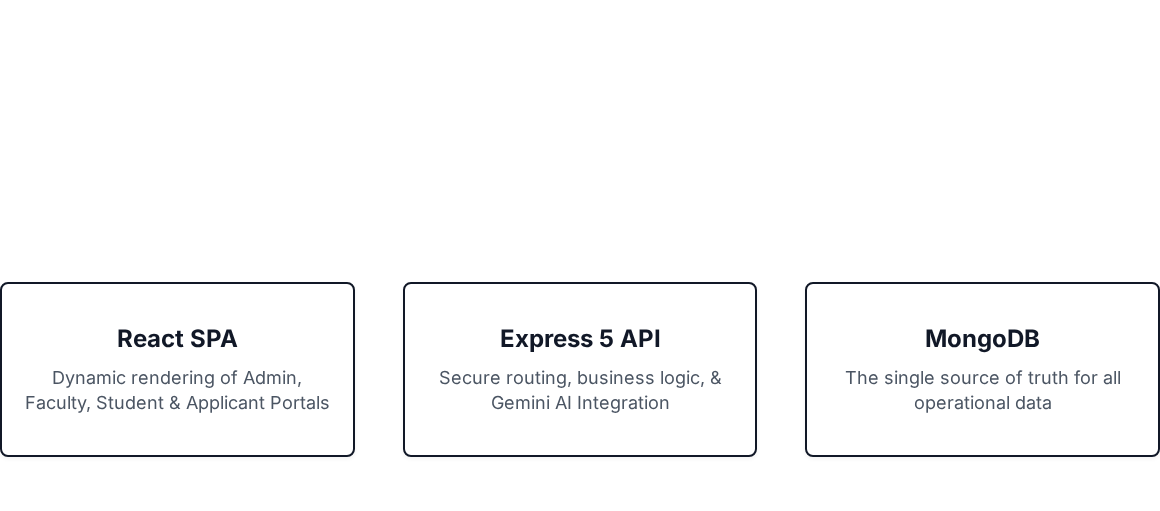 React SPA
Dynamic rendering of Admin,
Faculty, Student & Applicant Portals
Express 5 API
Secure routing, business logic, &
Gemini AI Integration
MongoDB
The single source of truth for all
operational data